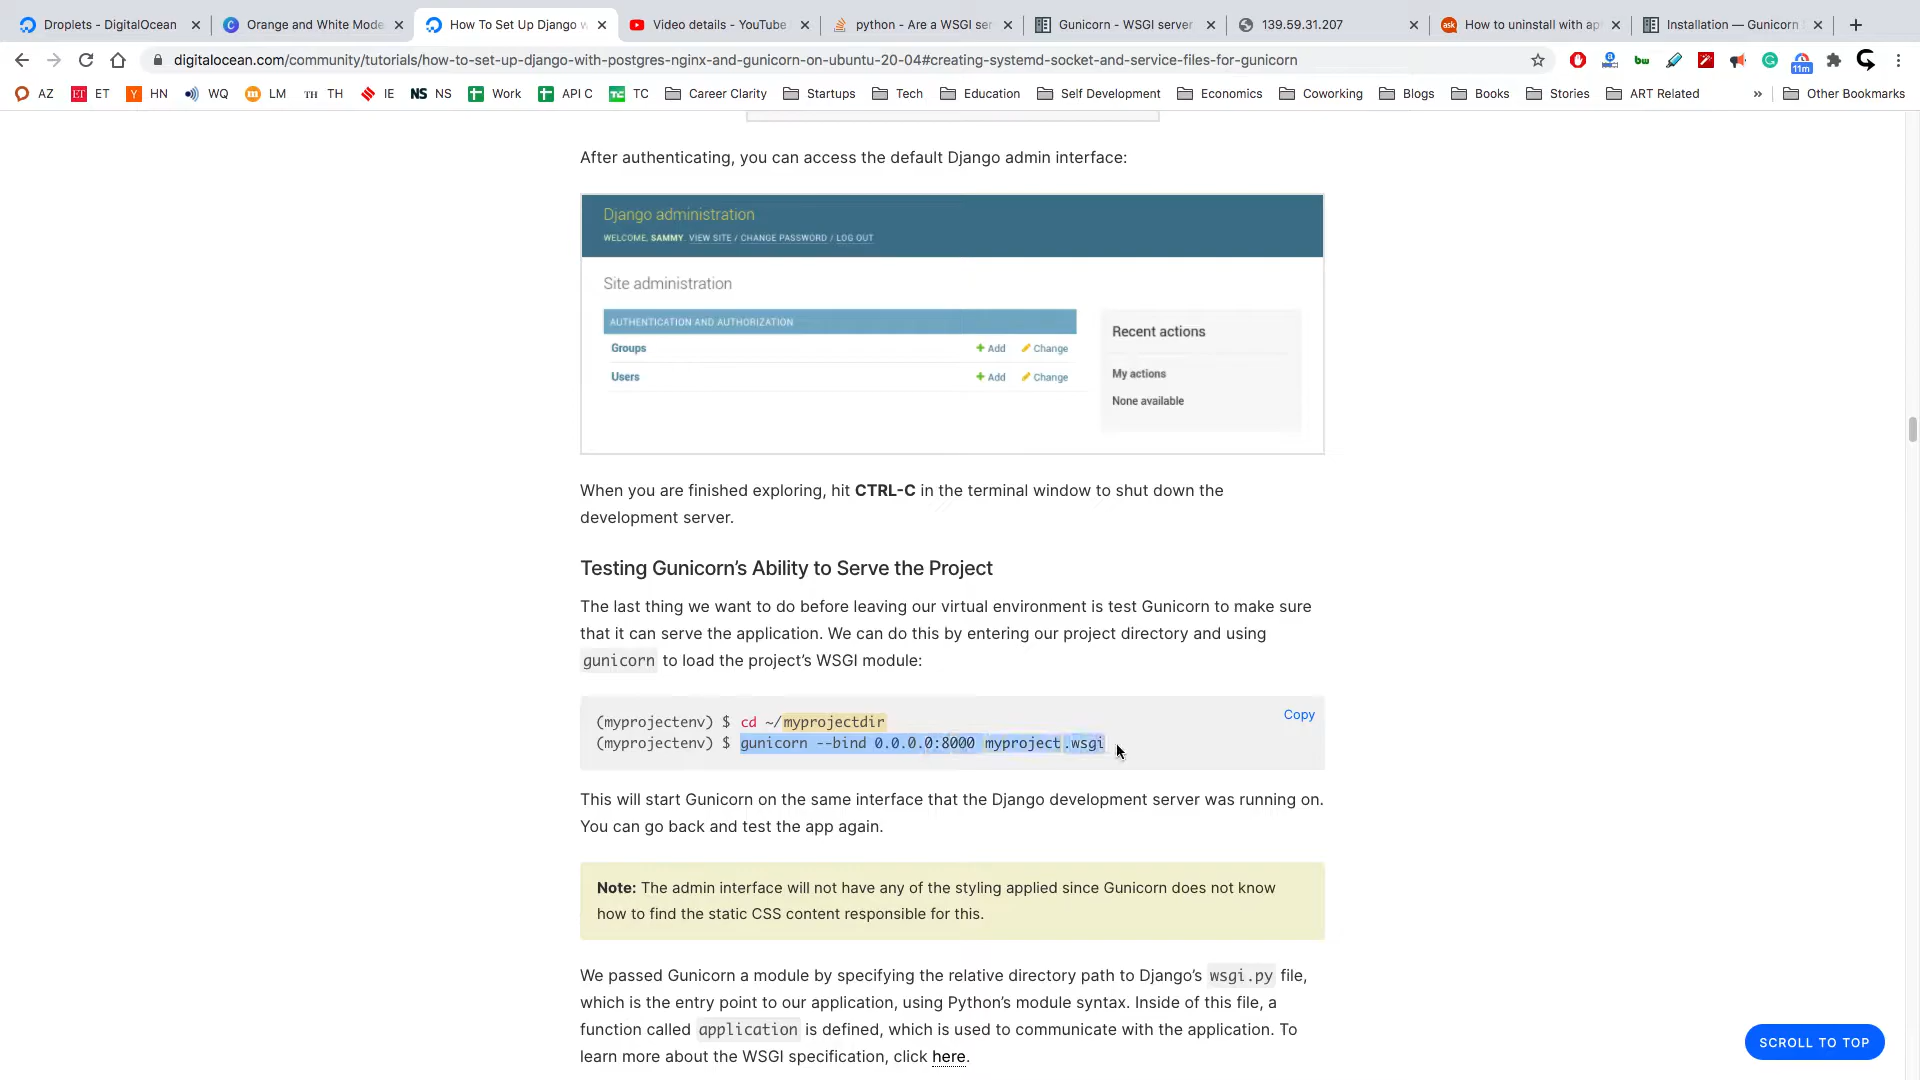 Droplets - DigitalOcean
Orange and White Mode
How To Set Up Django w
Video details - YouTube
python - Are a WSGI ser
Gunicorn - WSGI server
139.59.31.207
How to uninstall with ap
Installation — Gunicorn
digitalocean.com/community/tutorials/how-to-set-up-django-with-postgres-nginx-and-gunicorn-on-ubuntu-20-04#creating-systemd-socket-and-service-files-for-gunicorn
bw
11m
AZ
ET ET
Y HN
WQ
LM
TH TH
IE
NS NS
Work
API C
TC
Career Clarity
Startups
Tech
Education
Self Development
Economics
Coworking
Blogs
Books
Stories
ART Related
»
Other Bookmarks
After authenticating, you can access the default Django admin interface:
Django administration
WELCOME, SAMMY. VIEW SITE / CHANGE PASSWORD / LOG OUT
Site administration
AUTHENTICATION AND AUTHORIZATION
Groups + Add Change
Users + Add Change
Recent actions
My actions
None available
When you are finished exploring, hit CTRL-C in the terminal window to shut down the
development server.
Testing Gunicorn’s Ability to Serve the Project
The last thing we want to do before leaving our virtual environment is test Gunicorn to make sure
that it can serve the application. We can do this by entering our project directory and using
gunicorn to load the project’s WSGI module:
Copy
(myprojectenv) $ cd ~/myprojectdir
(myprojectenv) $ gunicorn --bind 0.0.0.0:8000 myproject.wsgi
This will start Gunicorn on the same interface that the Django development server was running on.
You can go back and test the app again.
Note: The admin interface will not have any of the styling applied since Gunicorn does not know
how to find the static CSS content responsible for this.
We passed Gunicorn a module by specifying the relative directory path to Django’s wsgi.py file,
which is the entry point to our application, using Python’s module syntax. Inside of this file, a
function called application is defined, which is used to communicate with the application. To
learn more about the WSGI specification, click here.
SCROLL TO TOP